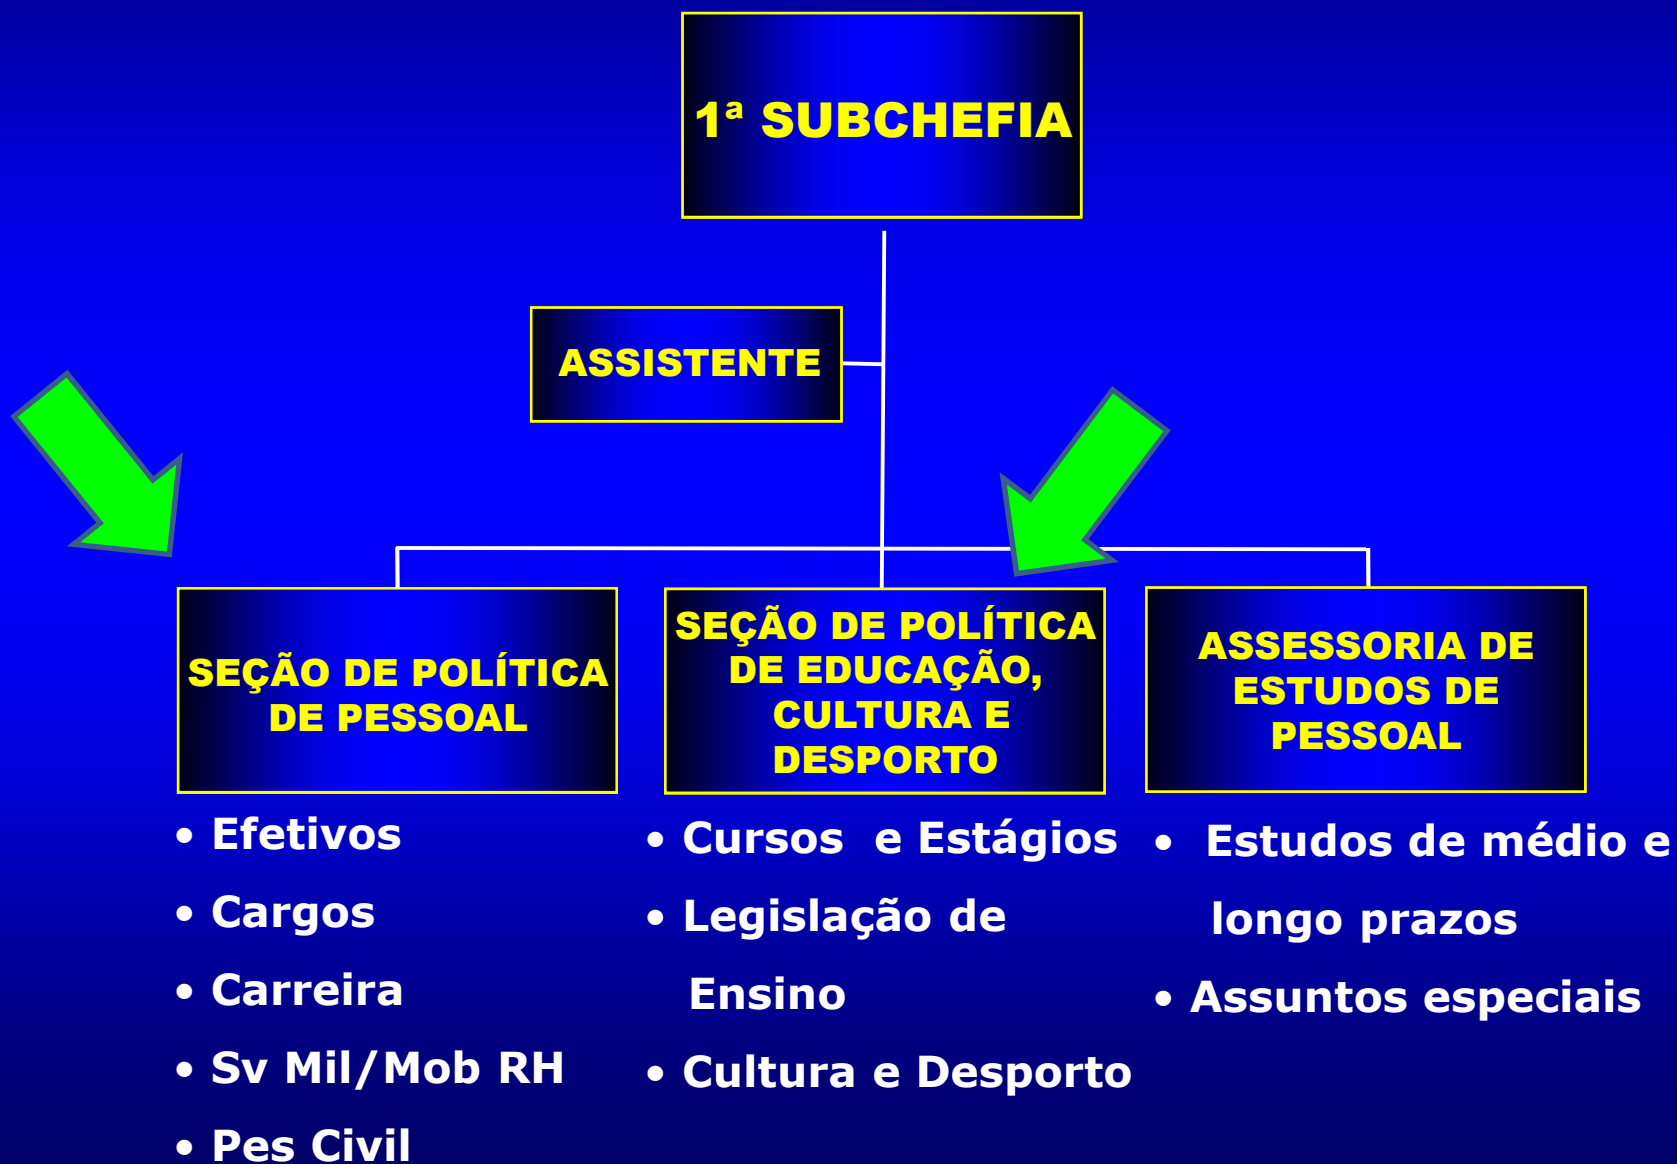 1ª SUBCHEFIA
ASSISTENTE
SEÇÃO DE POLÍTICA
DE PESSOAL
SEÇÃO DE POLÍTICA
DE EDUCAÇÃO,
CULTURA E
DESPORTO
ASSESSORIA DE
ESTUDOS DE
PESSOAL
• Efetivos
• Cargos
• Carreira
• Sv Mil/Mob RH
• Pes Civil
• Cursos e Estágios
• Legislação de
Ensino
• Cultura e Desporto
• Estudos de médio e
longo prazos
• Assuntos especiais